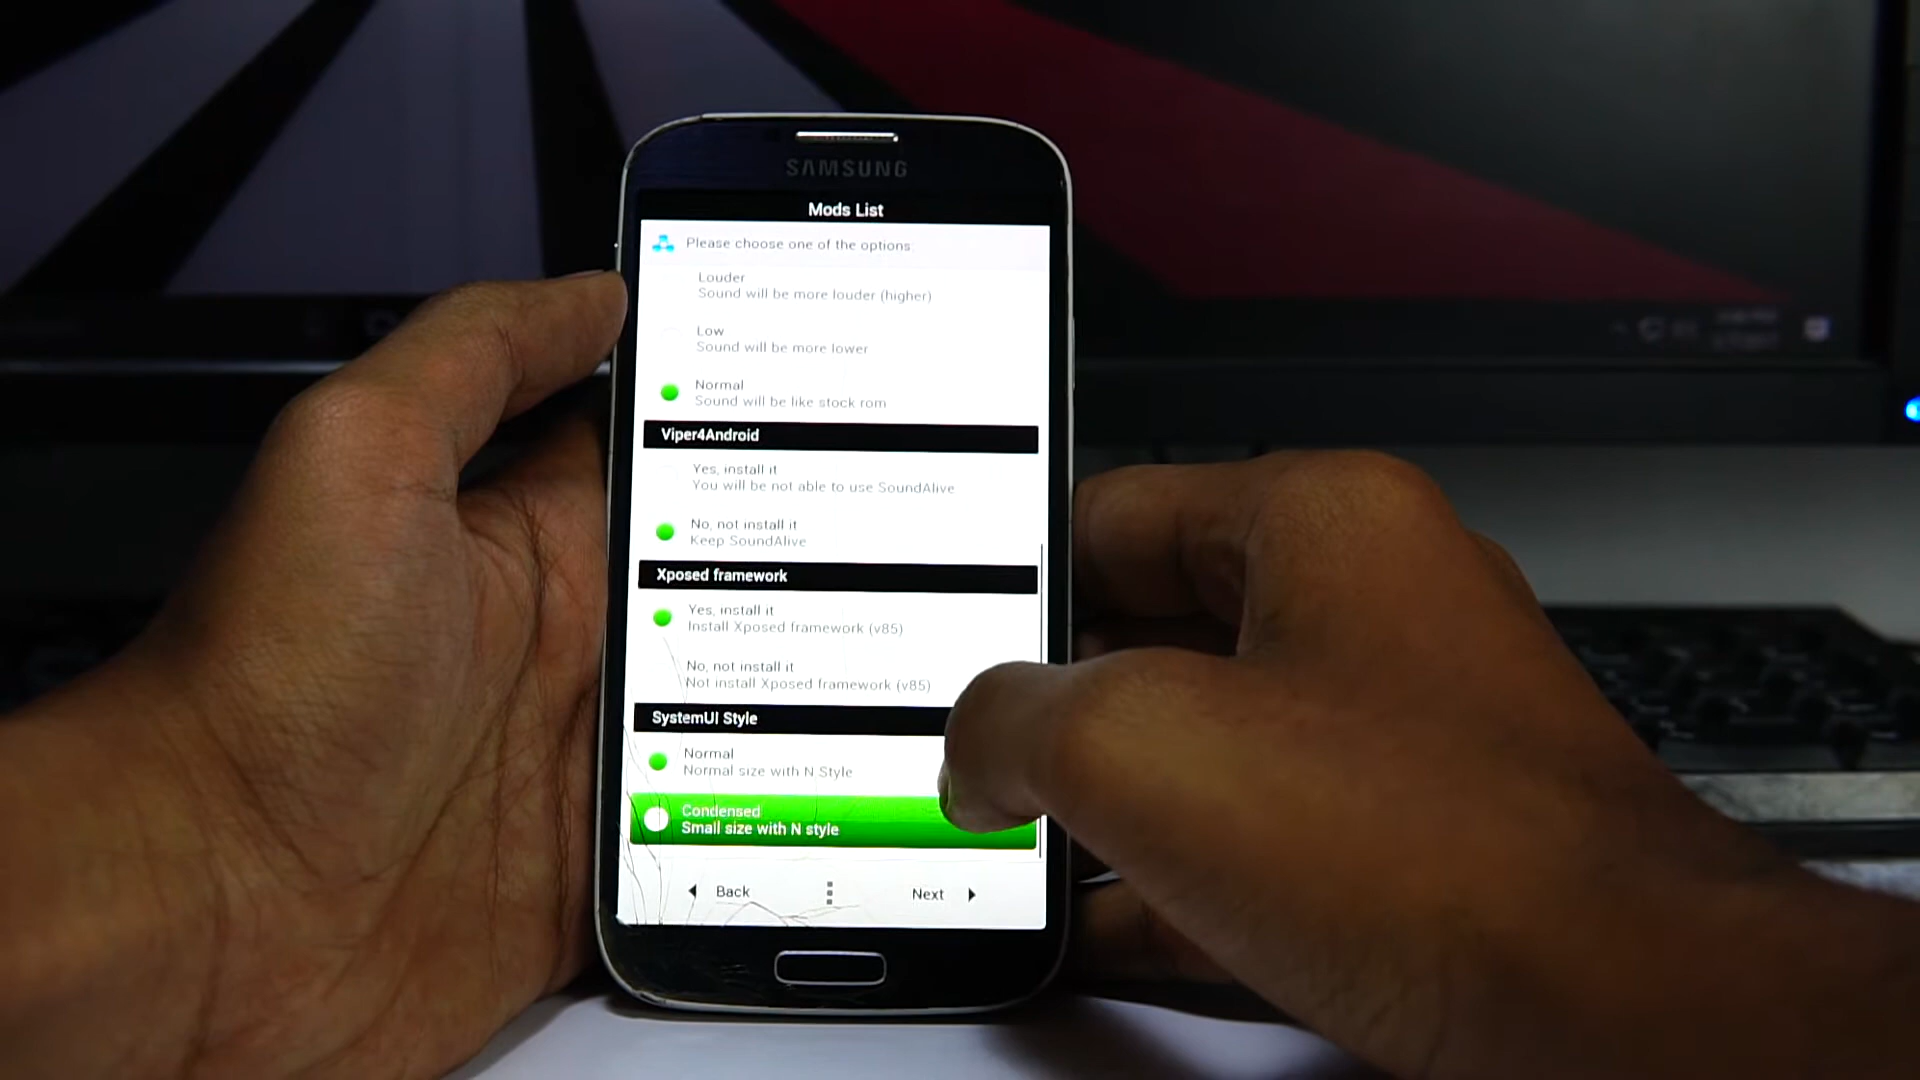 SAMSUNG
Mods List
Please choose one of the options:
Louder
Sound will be more louder (higher)
Low
Sound will be more lower
Normal
Sound will be like stock rom
Viper4Android
Yes, install it
You will be not able to use SoundAlive
No, not install it
Keep SoundAlive
Xposed framework
Yes, install it
Install Xposed framework (v85)
No, not install it
Not install Xposed framework (v85)
SystemUI Style
Normal
Normal size with N Style
Condensed
Small size with N style
Back
Next